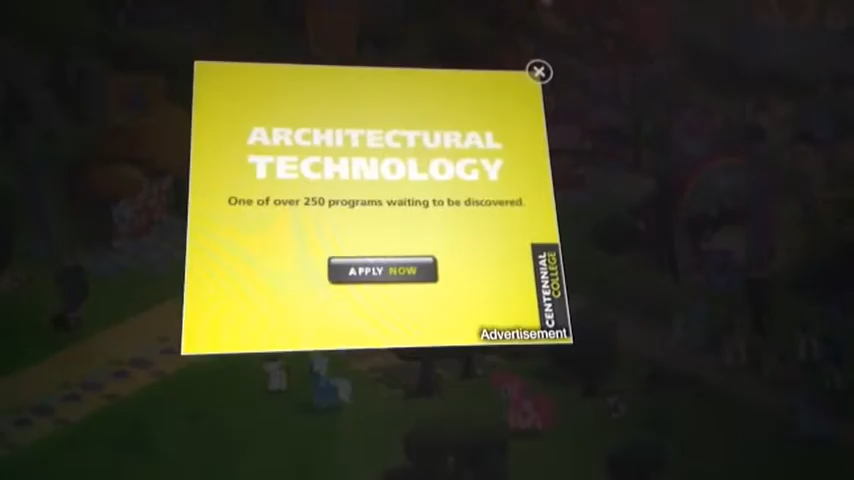 ARCHITECTURAL
TECHNOLOGY
One of over 250 programs waiting to be discovered.
APPLY NOW
CENTENNIAL
COLLEGE
Advertisement